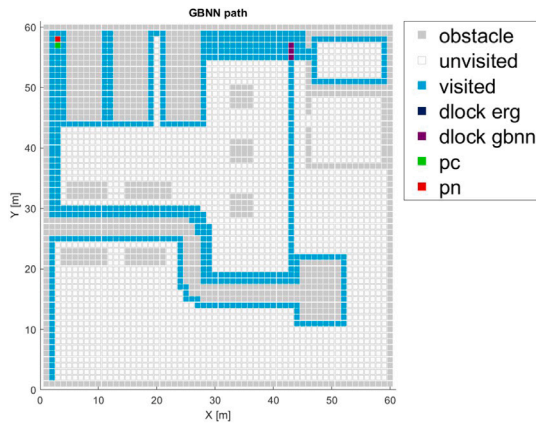 GBNN path
60
50
40
30
20
10
0
0
10
20
30
40
50
60
X [m]
Y [m]
obstacle
unvisited
visited
dlock erg
dlock gbnn
pc
pn